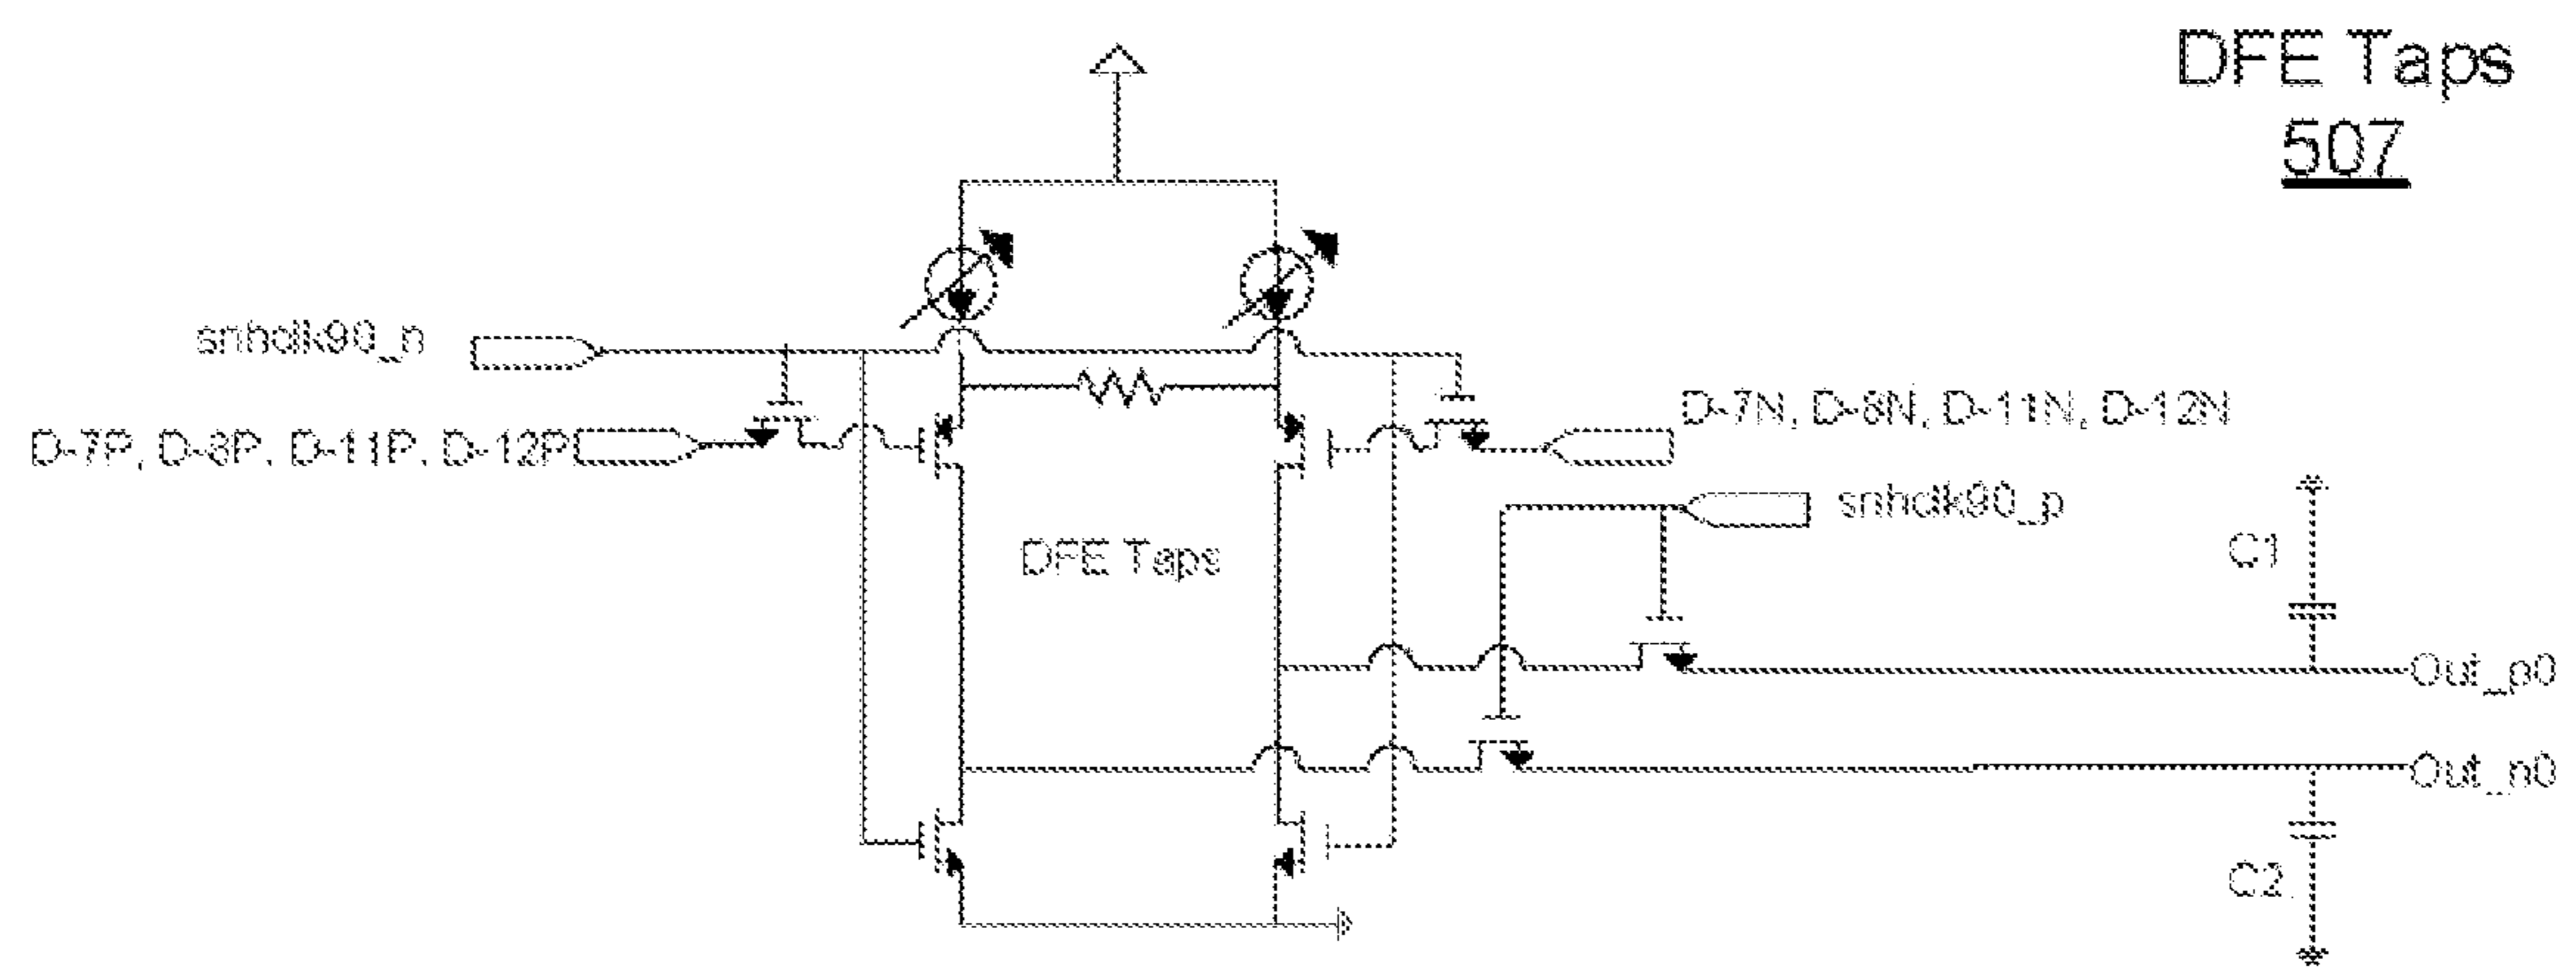 DFE Taps
507
snhclk90_n
D-7P, D-8P, D-11P, D-12P
D-7N, D-8N, D-11N, D-12N
snhclk90_p
DFE Taps
C1
Out_p0
Out_n0
C2